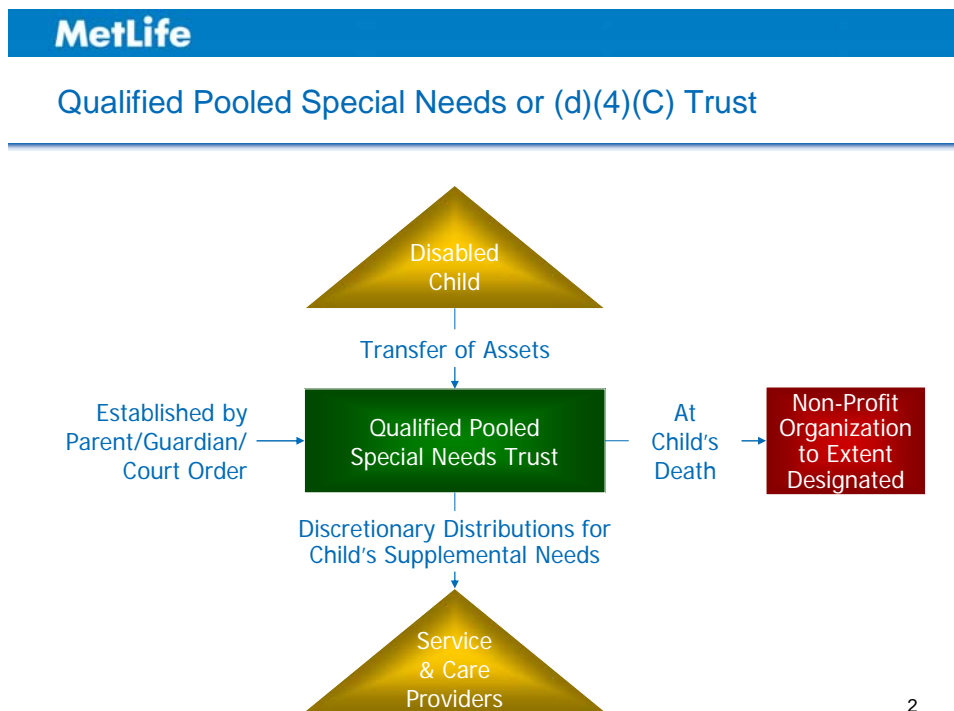 MetLife
Qualified Pooled Special Needs or (d)(4)(C) Trust
Disabled
Child
Transfer of Assets
Established by
Parent/Guardian/
Court Order
Qualified Pooled
Special Needs Trust
At
Child's
Death
Non-Profit
Organization
to Extent
Designated
Discretionary Distributions for
Child's Supplemental Needs
Service
& Care
Providers
2